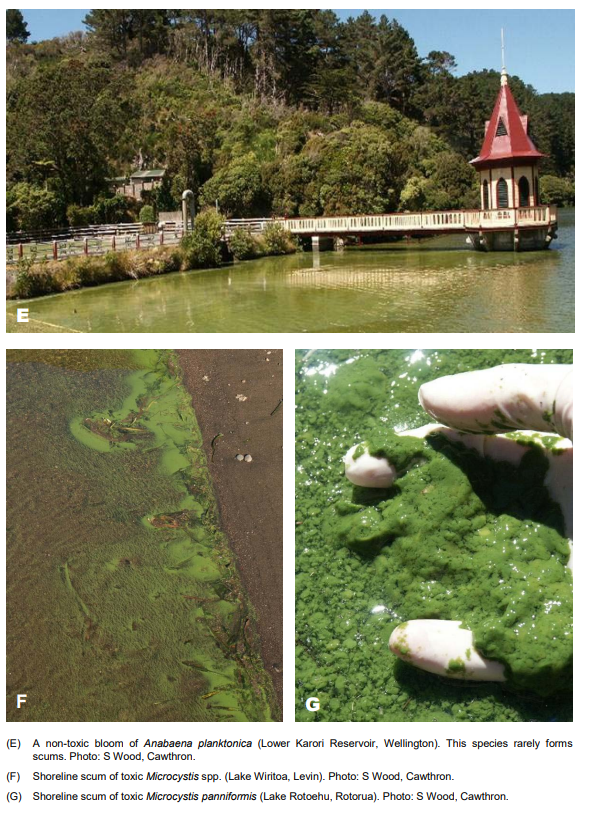 E
F
G
(E) A non-toxic bloom of Anabaena planktonica (Lower Karori Reservoir, Wellington). This species rarely forms
scums. Photo: S Wood, Cawthron.
(F) Shoreline scum of toxic Microcystis spp. (Lake Wiritoa, Levin). Photo: S Wood, Cawthron.
(G) Shoreline scum of toxic Microcystis panniformis (Lake Rotoehu, Rotorua). Photo: S Wood, Cawthron.